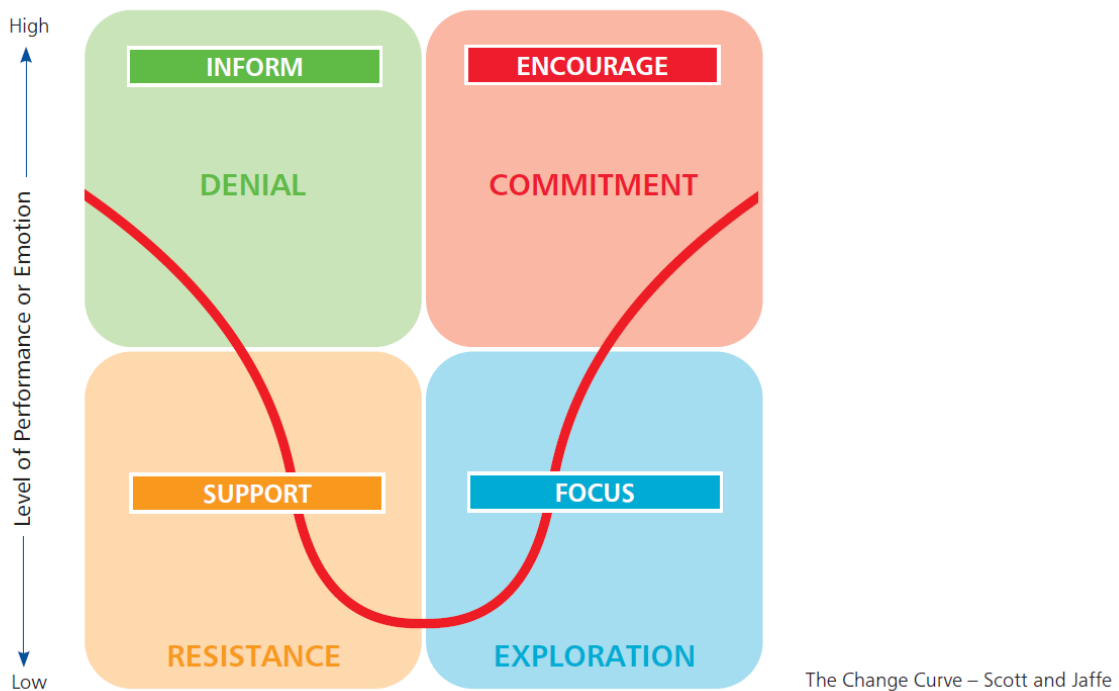 High
INFORM
ENCOURAGE
DENIAL
COMMITMENT
Level of Performance or Emotion
SUPPORT
FOCUS
RESISTANCE
EXPLORATION
Low
The Change Curve – Scott and Jaffe